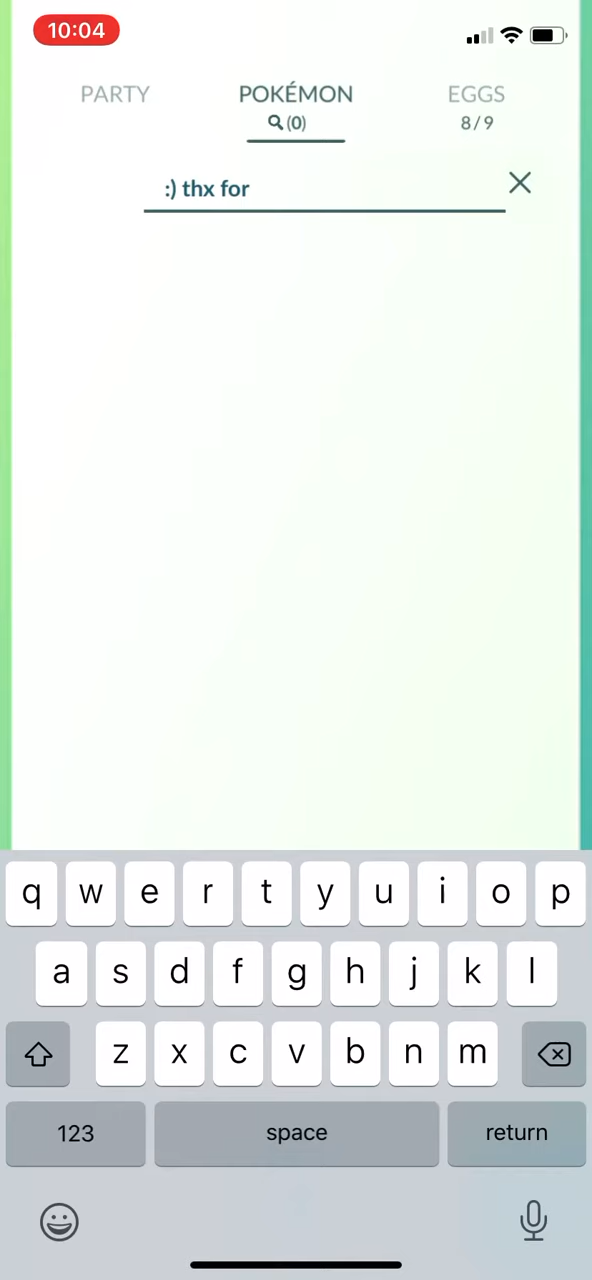 10:04
PARTY
POKÉMON
EGGS
(0)
8/9
:) thx for
q w e r t y u i o p
a s d f g h j k l
z x c v b n m
123 space return